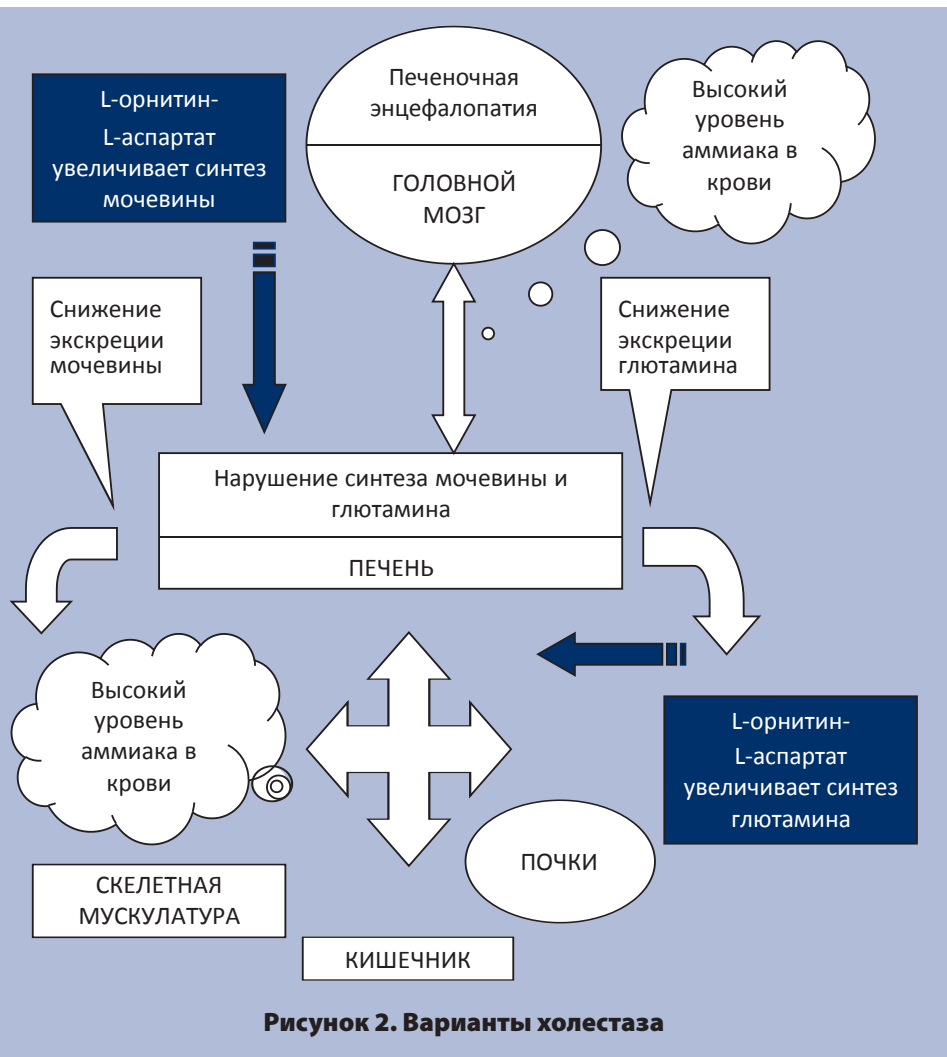 L-орнитин-
L-аспартат
увеличивает синтез
мочевины
Печеночная
энцефалопатия
ГОЛОВНОЙ
МОЗГ
Высокий
уровень
аммиака в
крови
Снижение
экскреции
мочевины
Снижение
экскреции
глютамина
Нарушение синтеза мочевины и
глютамина
ПЕЧЕНЬ
Высокий
уровень
аммиака в
крови
L-орнитин-
L-аспартат
увеличивает синтез
глютамина
ПОЧКИ
СКЕЛЕТНАЯ
МУСКУЛАТУРА
КИШЕЧНИК
Рисунок 2. Варианты холестаза